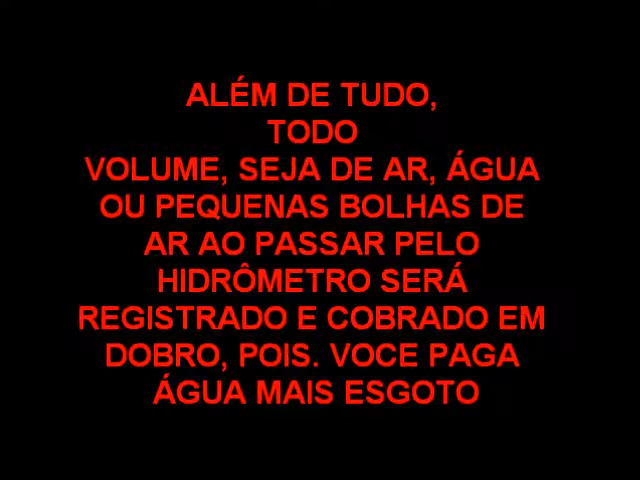 ALÉM DE TUDO,
TODO
VOLUME, SEJA DE AR, ÁGUA
OU PEQUENAS BOLHAS DE
AR AO PASSAR PELO
HIDRÔMETRO SERÁ
REGISTRADO E COBRADO EM
DOBRO, POIS. VOCE PAGA
ÁGUA MAIS ESGOTO